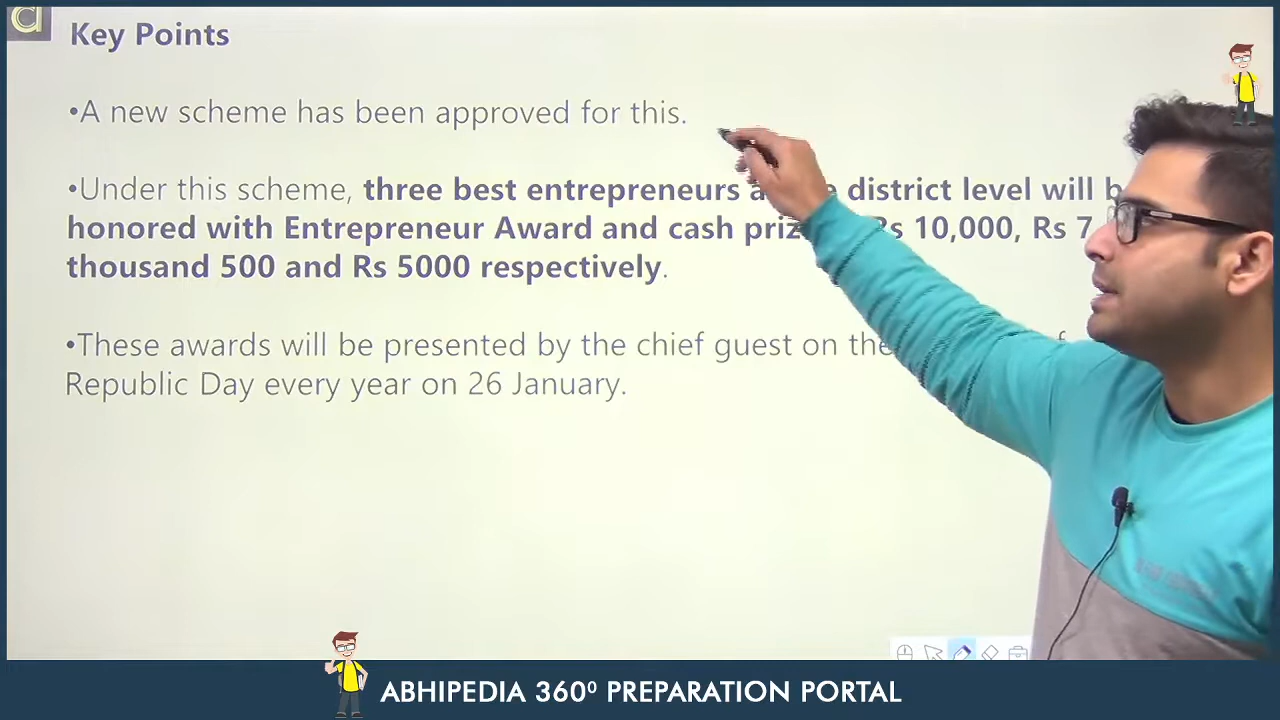 a
Key Points
•A new scheme has been approved for this.
•Under this scheme, three best entrepreneurs district level will
honored with Entrepreneur Award and cash Rs 10,000, Rs 7
thousand 500 and Rs 5000 respectively.
•These awards will be presented by the chief guest on the
Republic Day every year on 26 January.
ABHIPEDIA 360⁰ PREPARATION PORTAL